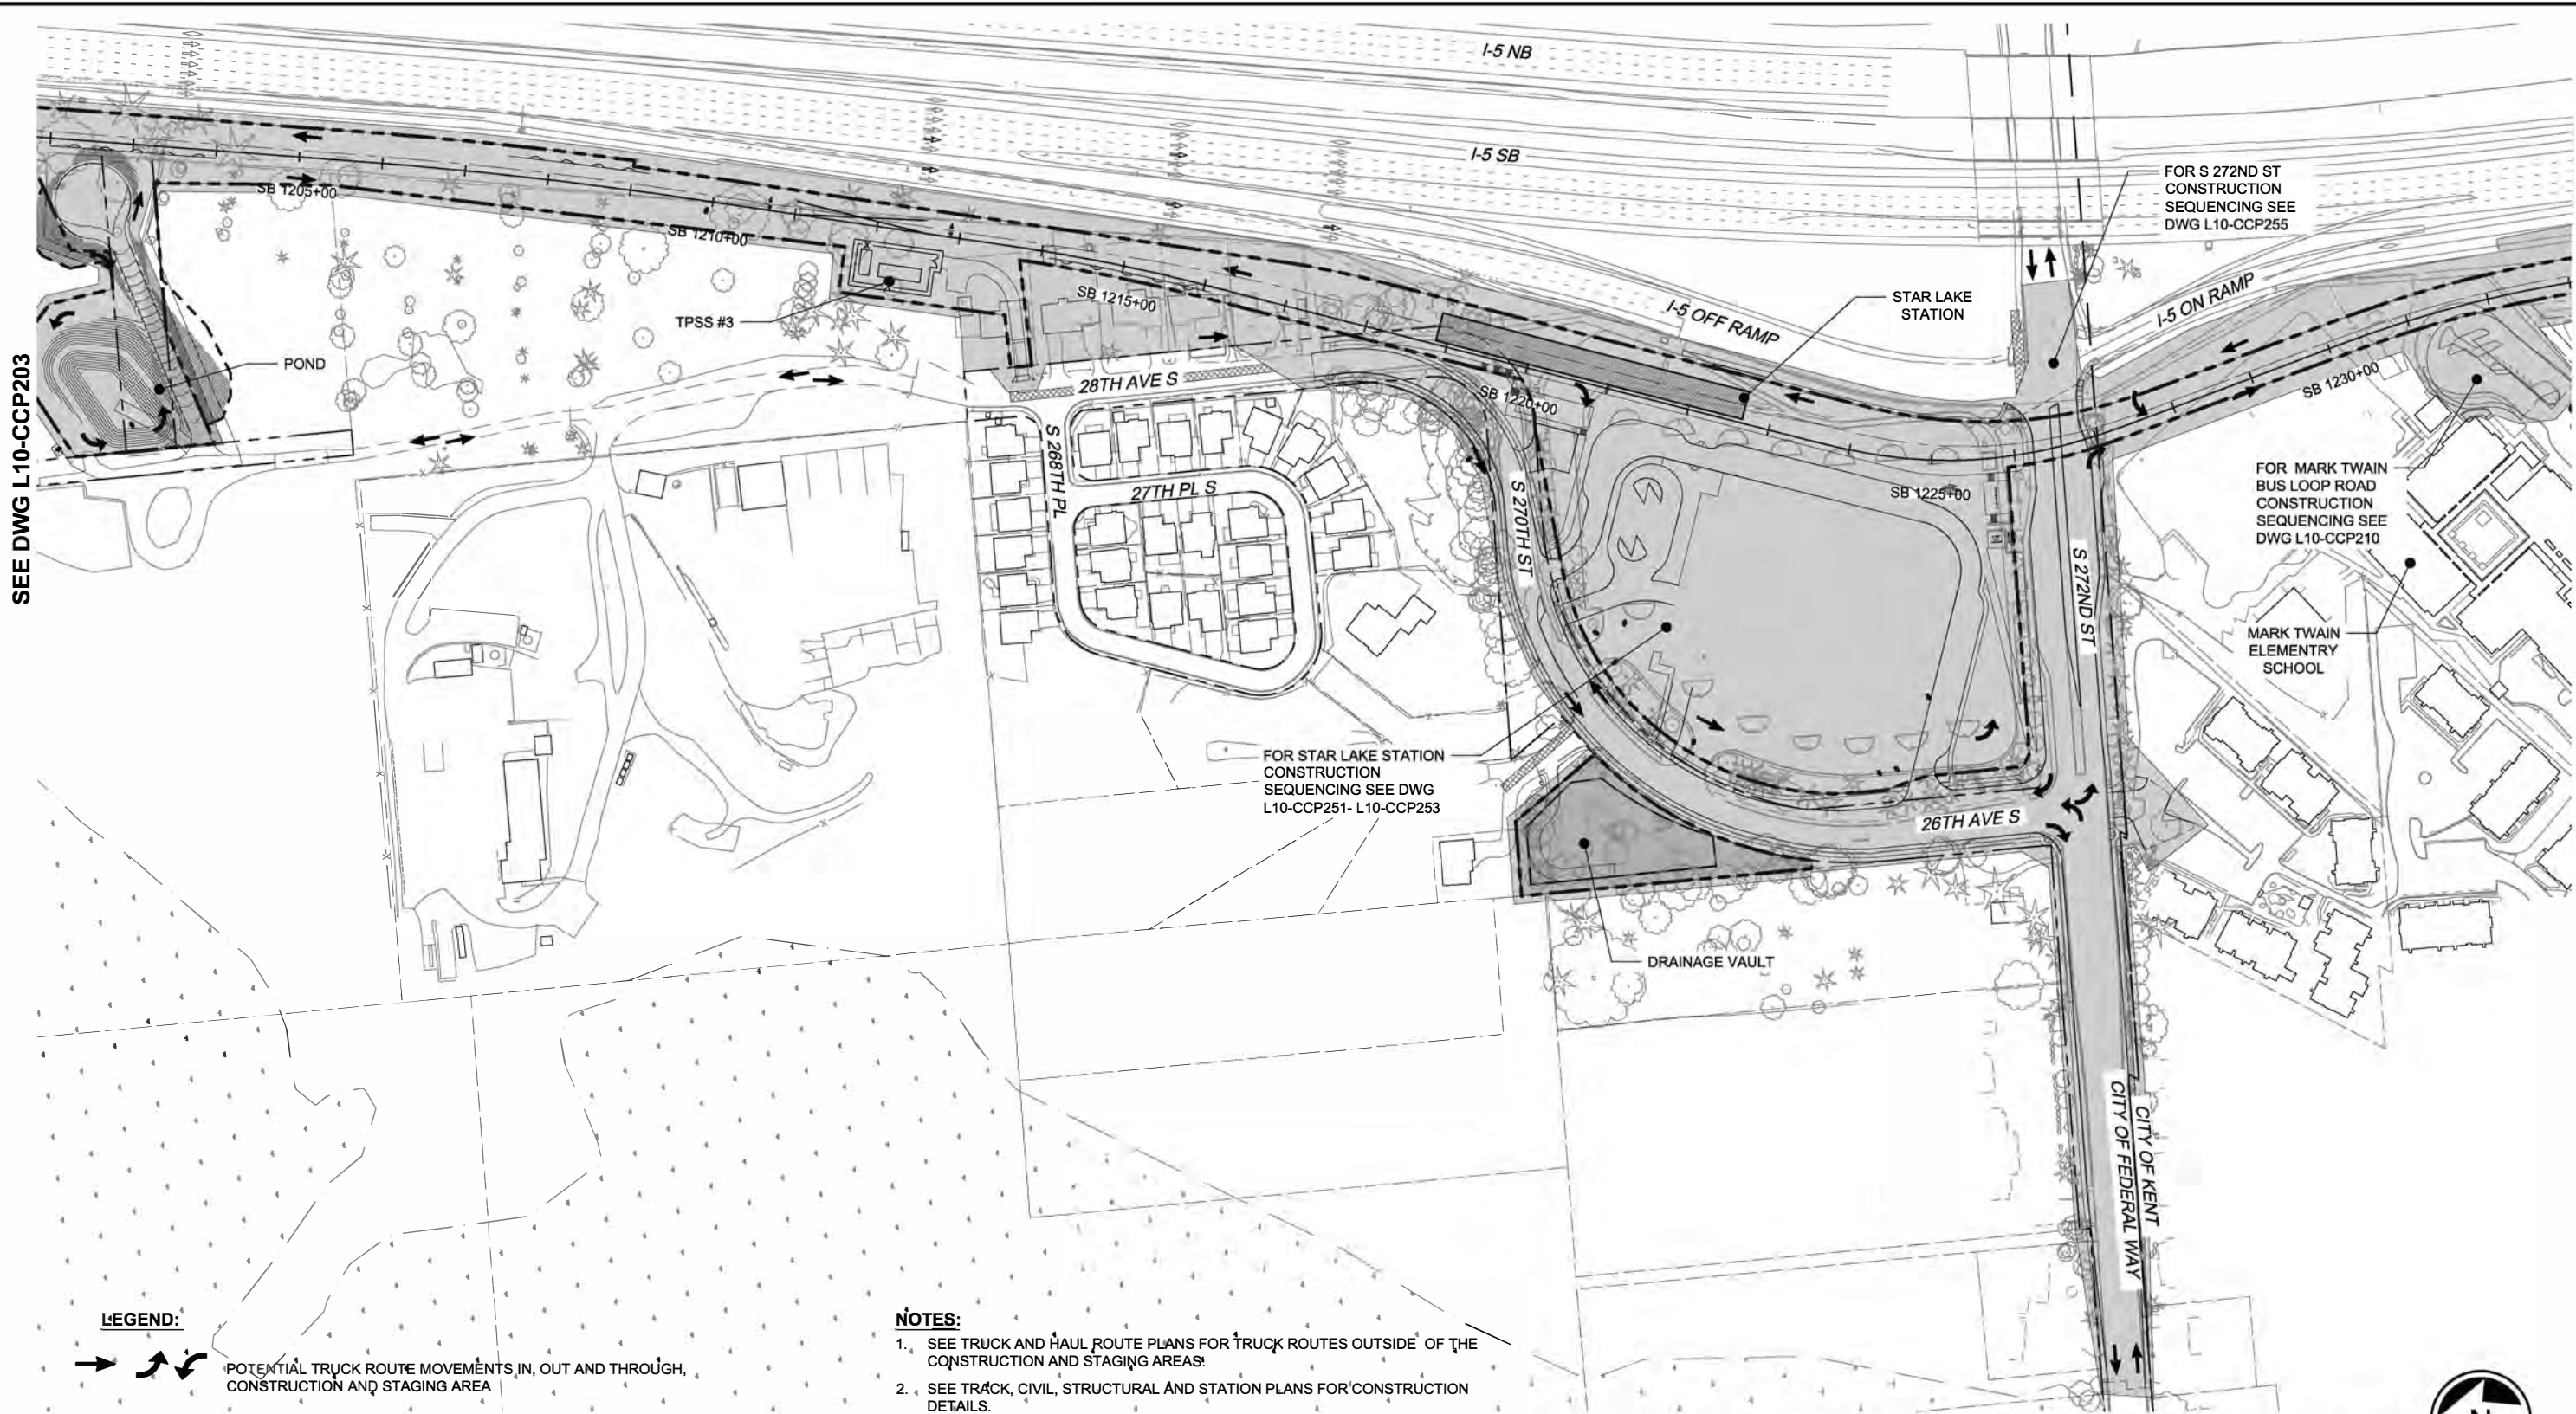 I-5 NB
I-5 SB
FOR S 272ND ST
CONSTRUCTION
SEQUENCING SEE
DWG L10-CCP255
SB 1205+00
SB 1210+00
SB 1215+00
TPSS #3
POND
28TH AVE S
STAR LAKE
STATION
I-5 OFF RAMP
I-5 ON RAMP
SB 1220+00
SB 1225+00
SB 1230+00
SEE DWG L10-CCP203
S 268TH PL
27TH PL S
S 270TH ST
S 272ND ST
FOR MARK TWAIN
BUS LOOP ROAD
CONSTRUCTION
SEQUENCING SEE
DWG L10-CCP210
MARK TWAIN
ELEMENTRY
SCHOOL
FOR STAR LAKE STATION
CONSTRUCTION
SEQUENCING SEE DWG
L10-CCP251- L10-CCP253
26TH AVE S
DRAINAGE VAULT
CITY OF KENT
CITY OF FEDERAL WAY
LEGEND:
POTENTIAL TRUCK ROUTE MOVEMENTS IN, OUT AND THROUGH,
CONSTRUCTION AND STAGING AREA
NOTES:
1. SEE TRUCK AND HAUL ROUTE PLANS FOR TRUCK ROUTES OUTSIDE OF THE
CONSTRUCTION AND STAGING AREAS.
2. SEE TRACK, CIVIL, STRUCTURAL AND STATION PLANS FOR CONSTRUCTION
DETAILS.